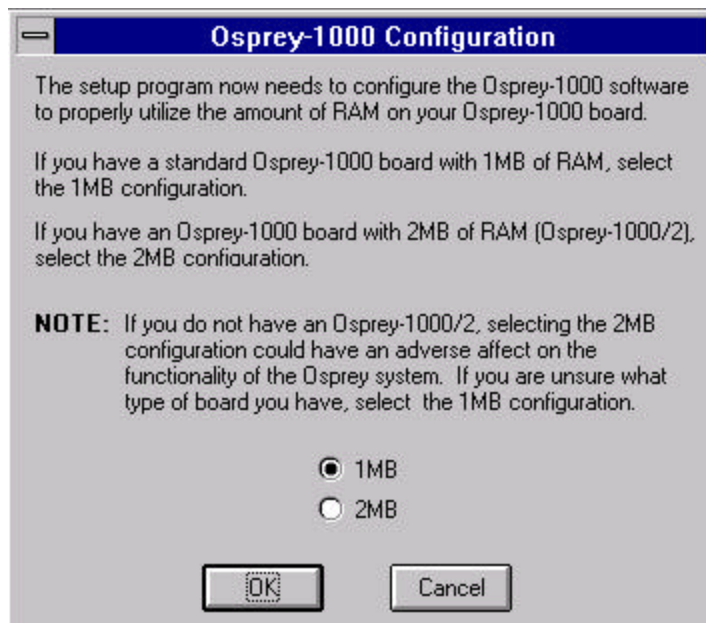 Osprey-1000 Configuration
The setup program now needs to configure the Osprey-1000 software
to properly utilize the amount of RAM on your Osprey-1000 board.
If you have a standard Osprey-1000 board with 1MB of RAM, select
the 1MB configuration.
If you have an Osprey-1000 board with 2MB of RAM (Osprey-1000/2),
select the 2MB configuration.
NOTE: If you do not have an Osprey-1000/2, selecting the 2MB
configuration could have an adverse affect on the
functionality of the Osprey system. If you are unsure what
type of board you have, select the 1MB configuration.
1MB
2MB
OK
Cancel